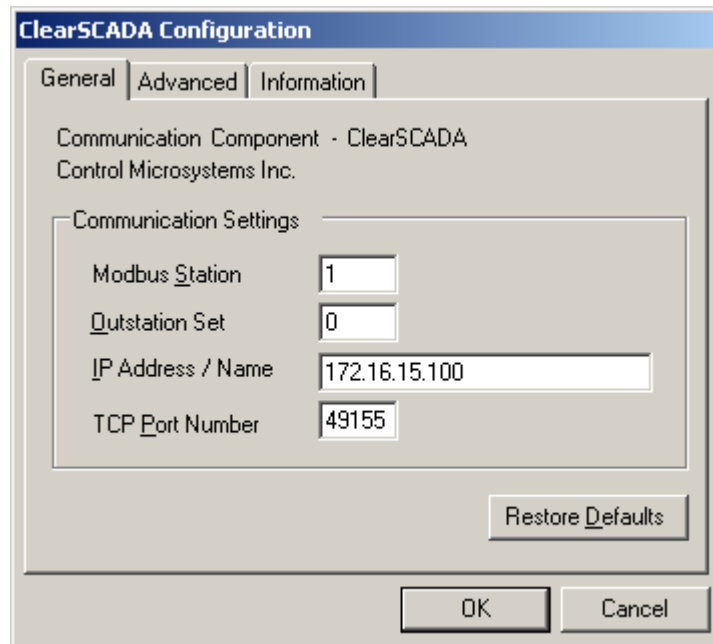 ClearSCADA Configuration
General Advanced Information
Communication Component - ClearSCADA
Control Microsystems Inc.
Communication Settings
Modbus Station 1
Outstation Set 0
IP Address / Name 172.16.15.100
TCP Port Number 49155
Restore Defaults
OK Cancel